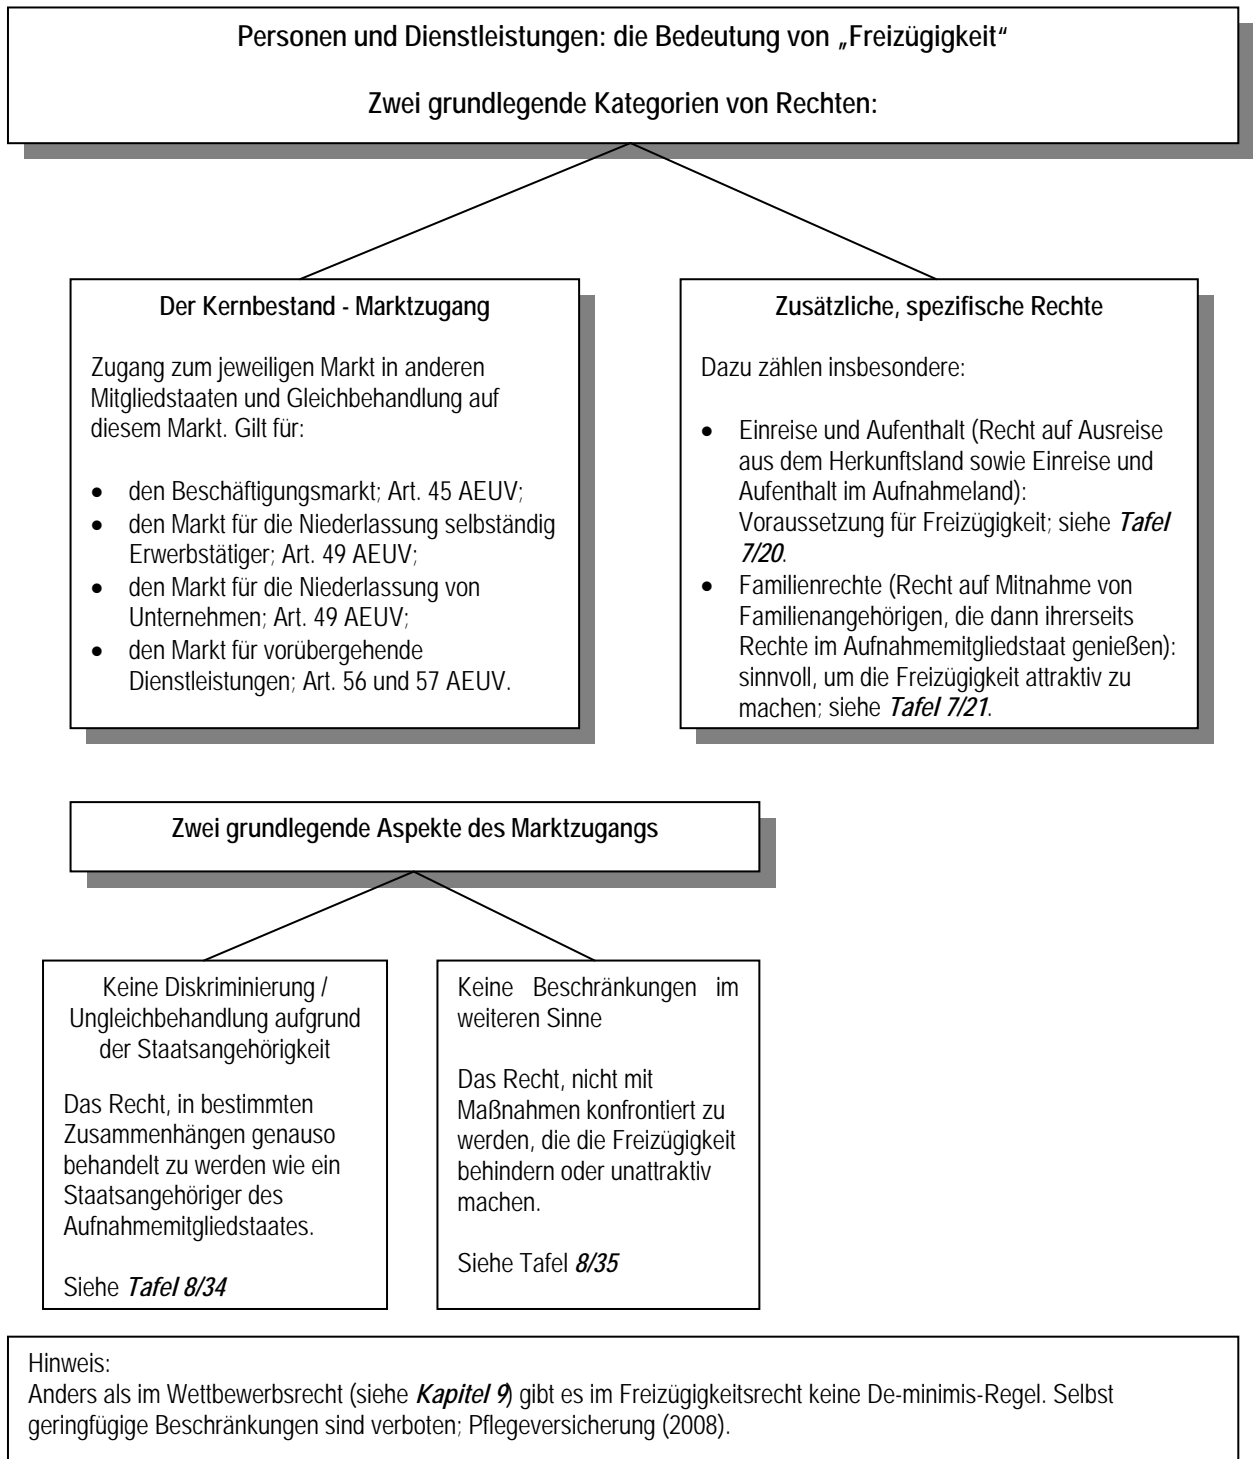 Personen und Dienstleistungen: die Bedeutung von „Freizügigkeit“
Zwei grundlegende Kategorien von Rechten:
Der Kernbestand - Marktzugang
Zugang zum jeweiligen Markt in anderen
Mitgliedstaaten und Gleichbehandlung auf
diesem Markt. Gilt für:
• den Beschäftigungsmarkt; Art. 45 AEUV;
• den Markt für die Niederlassung selbständig
Erwerbstätiger; Art. 49 AEUV;
• den Markt für die Niederlassung von
Unternehmen; Art. 49 AEUV;
• den Markt für vorübergehende
Dienstleistungen; Art. 56 und 57 AEUV.
Zusätzliche, spezifische Rechte
Dazu zählen insbesondere:
• Einreise und Aufenthalt (Recht auf Ausreise
aus dem Herkunftsland sowie Einreise und
Aufenthalt im Aufnahmeland):
Voraussetzung für Freizügigkeit; siehe Tafel
7/20.
• Familienrechte (Recht auf Mitnahme von
Familienangehörigen, die dann ihrerseits
Rechte im Aufnahmemitgliedstaat genießen):
sinnvoll, um die Freizügigkeit attraktiv zu
machen; siehe Tafel 7/21.
Zwei grundlegende Aspekte des Marktzugangs
Keine Diskriminierung /
Ungleichbehandlung aufgrund
der Staatsangehörigkeit
Das Recht, in bestimmten
Zusammenhängen genauso
behandelt zu werden wie ein
Staatsangehöriger des
Aufnahmemitgliedstaates.
Siehe Tafel 8/34
Keine Beschränkungen im
weiteren Sinne
Das Recht, nicht mit
Maßnahmen konfrontiert zu
werden, die die Freizügigkeit
behindern oder unattraktiv
machen.
Siehe Tafel 8/35
Hinweis:
Anders als im Wettbewerbsrecht (siehe Kapitel 9) gibt es im Freizügigkeitsrecht keine De-minimis-Regel. Selbst
geringfügige Beschränkungen sind verboten; Pflegeversicherung (2008).